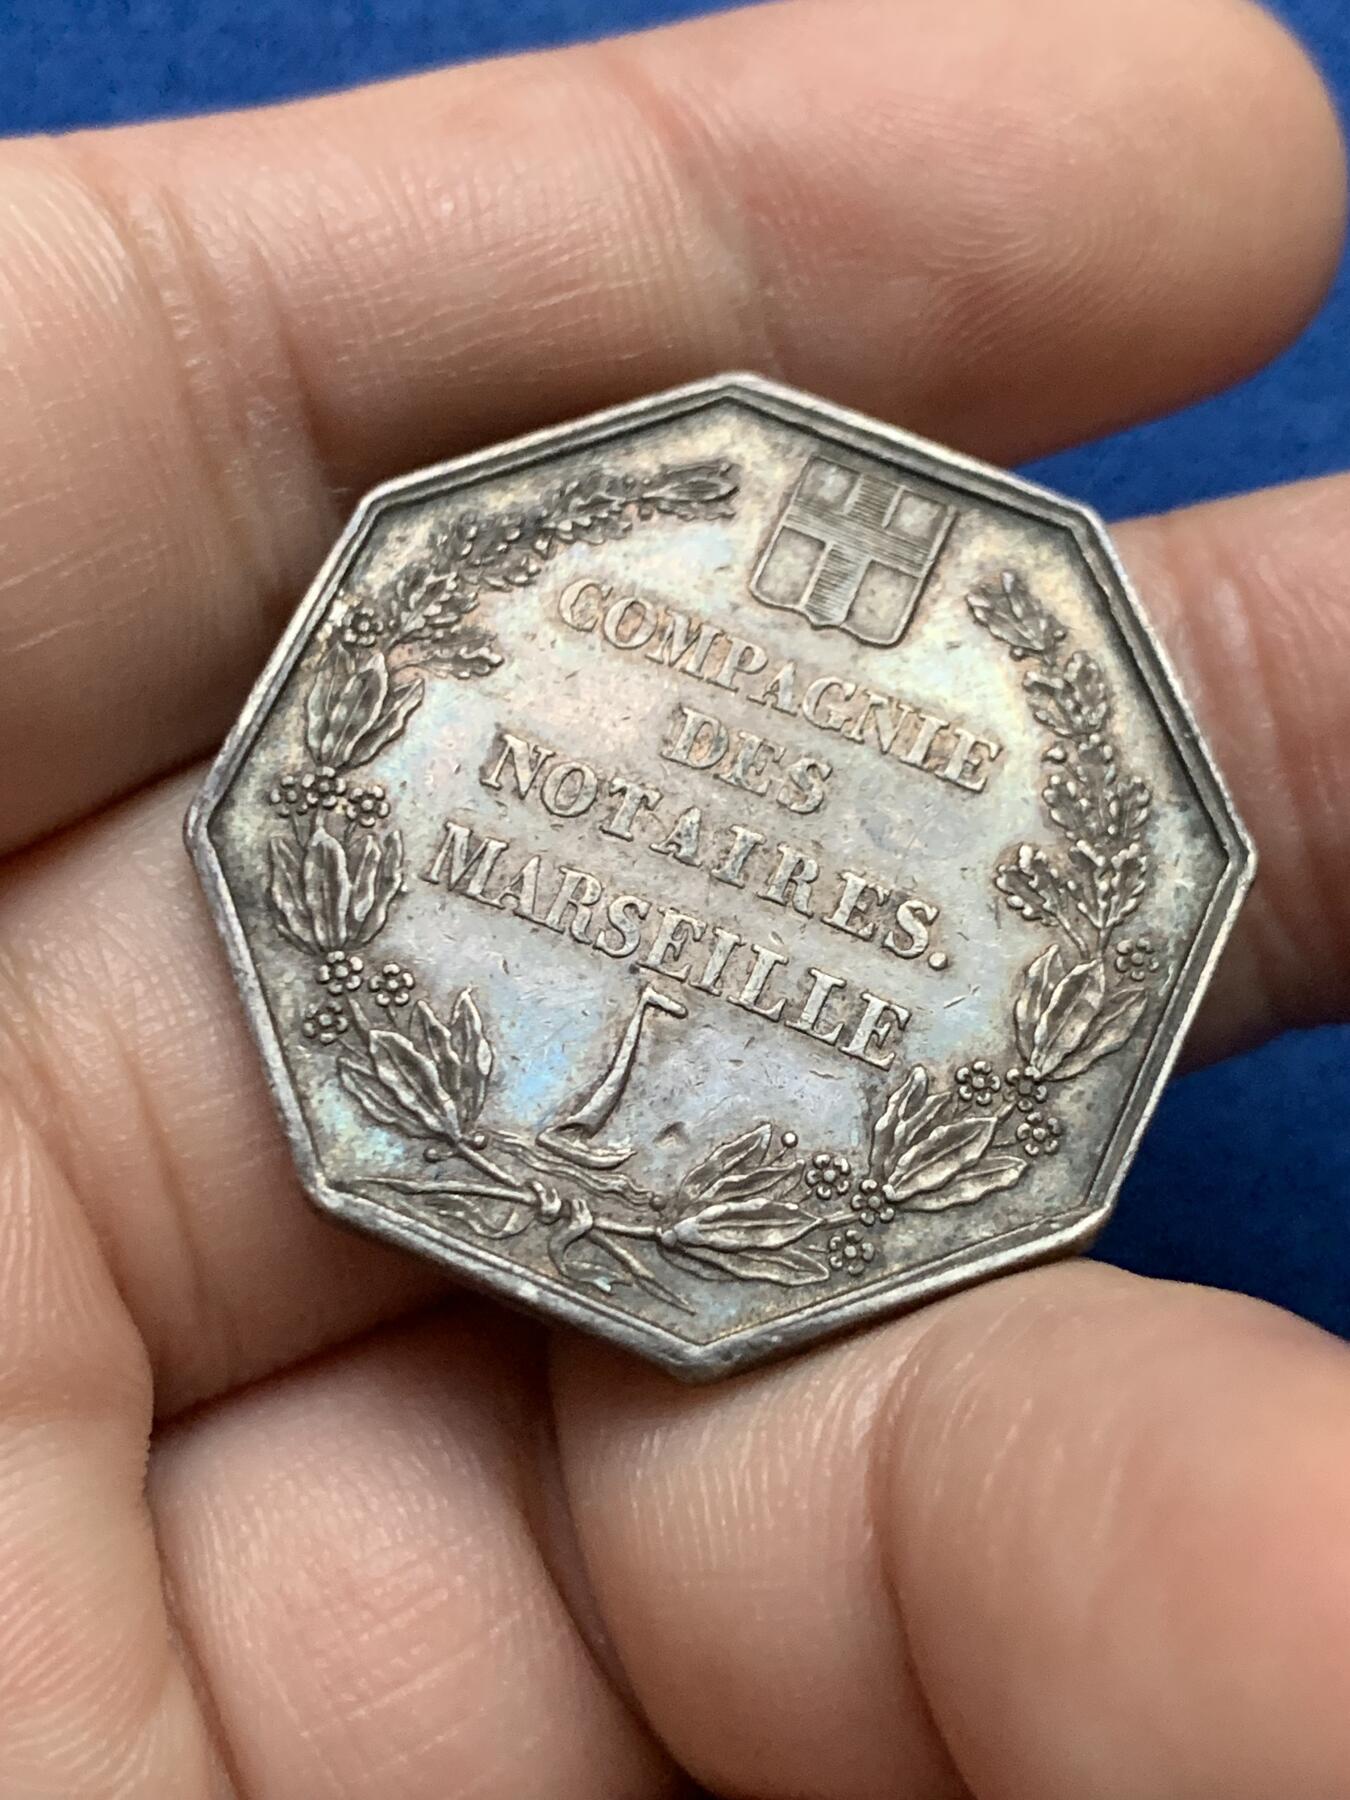 COMPAGNIE
DES
NOTAIRES.
MARSEILLE